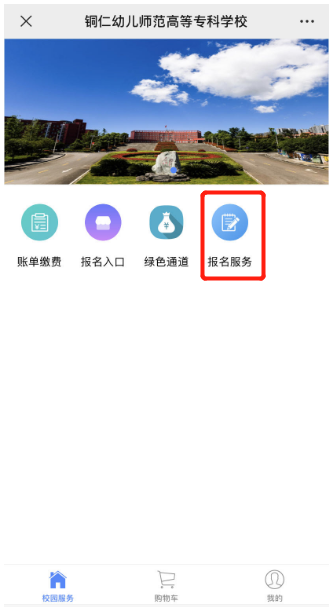 铜仁幼儿师范高等专科学校
账单缴费
报名入口
绿色通道
报名服务
校园服务
购物车
我的